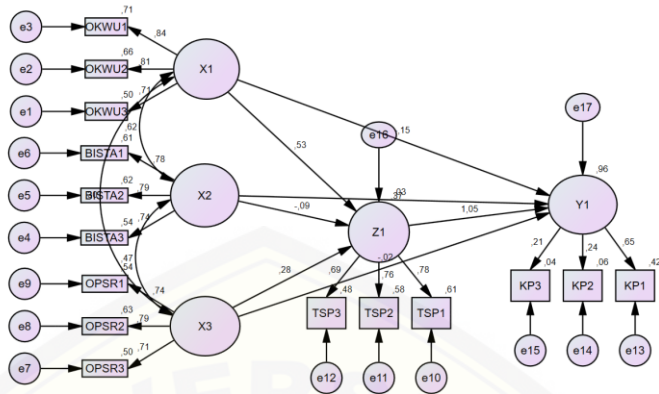 e3
OKWU1
,71
,84
e2
OKWU2
,66
,81
X1
e1
OKWU3
,50
,71
,62
e6
BISTA1
,61
,78
e5
BISTA2
,62
,79
X2
e4
BISTA3
,54
,74
,47
e9
OPSR1
,54
,74
e8
OPSR2
,63
,79
X3
e7
OPSR3
,50
,71
,53
-,09
,28
e16
,37
Z1
,15
,03
1,05
-,02
e17
,96
Y1
,69
,76
,78
TSP3
,48
TSP2
,58
TSP1
,61
e12
e11
e10
,21
,24
,65
KP3
,04
KP2
,06
KP1
,42
e15
e14
e13